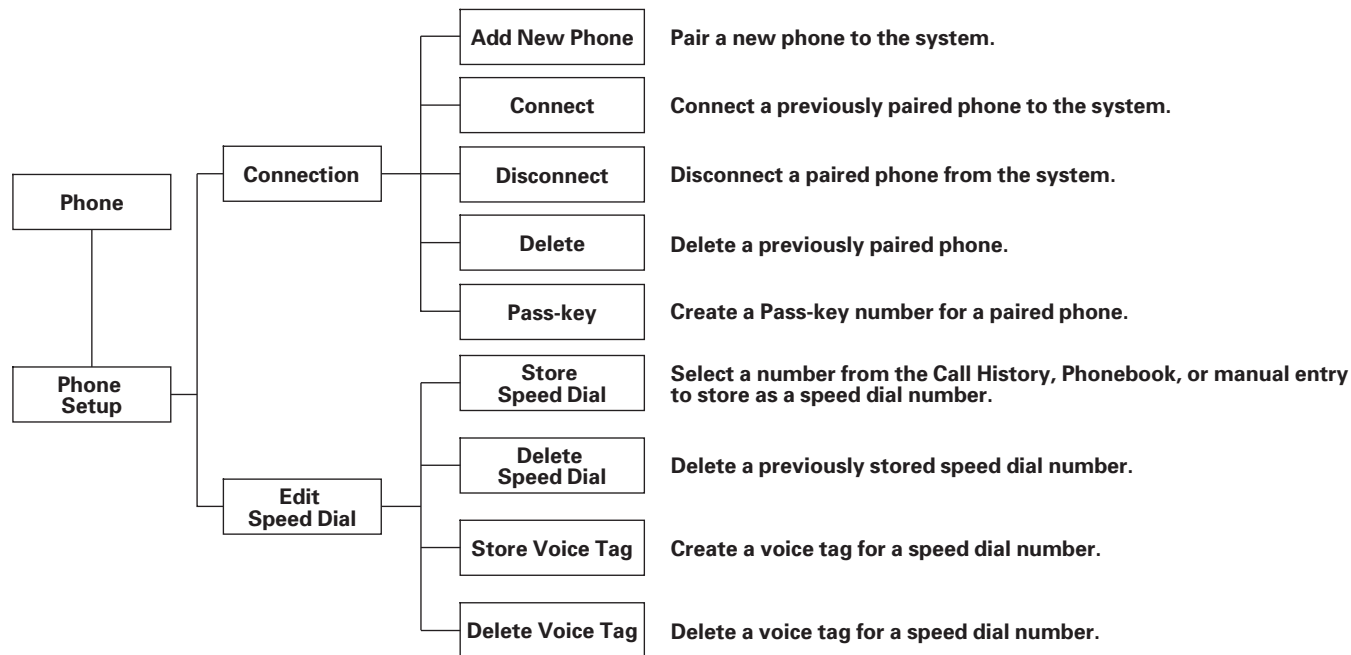 Add New Phone
Pair a new phone to the system.
Connect
Connect a previously paired phone to the system.
Connection
Disconnect
Disconnect a paired phone from the system.
Phone
Delete
Delete a previously paired phone.
Pass-key
Create a Pass-key number for a paired phone.
Phone
Setup
Store
Speed Dial
Select a number from the Call History, Phonebook, or manual entry
to store as a speed dial number.
Delete
Speed Dial
Delete a previously stored speed dial number.
Edit
Speed Dial
Store Voice Tag
Create a voice tag for a speed dial number.
Delete Voice Tag
Delete a voice tag for a speed dial number.